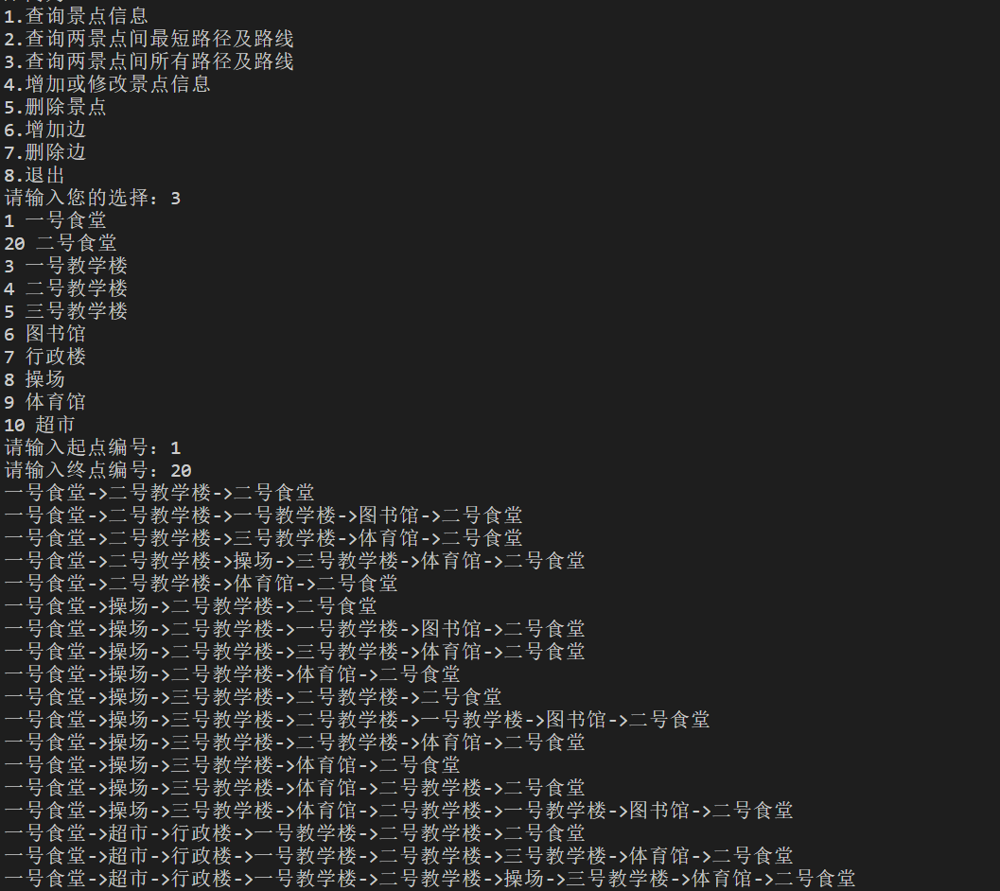 1.查询景点信息
2.查询两景点间最短路径及路线
3.查询两景点间所有路径及路线
4.增加或修改景点信息
5.删除景点
6.增加边
7.删除边
8.退出
请输入您的选择：3
1 一号食堂
20 二号食堂
3 一号教学楼
4 二号教学楼
5 三号教学楼
6 图书馆
7 行政楼
8 操场
9 体育馆
10 超市
请输入起点编号：1
请输入终点编号：20
一号食堂->二号教学楼->二号食堂
一号食堂->二号教学楼->一号教学楼->图书馆->二号食堂
一号食堂->二号教学楼->三号教学楼->体育馆->二号食堂
一号食堂->二号教学楼->操场->三号教学楼->体育馆->二号食堂
一号食堂->二号教学楼->体育馆->二号食堂
一号食堂->操场->二号教学楼->二号食堂
一号食堂->操场->二号教学楼->一号教学楼->图书馆->二号食堂
一号食堂->操场->二号教学楼->三号教学楼->体育馆->二号食堂
一号食堂->操场->二号教学楼->体育馆->二号食堂
一号食堂->操场->三号教学楼->二号教学楼->二号食堂
一号食堂->操场->三号教学楼->二号教学楼->一号教学楼->图书馆->二号食堂
一号食堂->操场->三号教学楼->二号教学楼->体育馆->二号食堂
一号食堂->操场->三号教学楼->体育馆->二号食堂
一号食堂->操场->三号教学楼->体育馆->二号教学楼->二号食堂
一号食堂->操场->三号教学楼->体育馆->二号教学楼->一号教学楼->图书馆->二号食堂
一号食堂->超市->行政楼->一号教学楼->二号教学楼->二号食堂
一号食堂->超市->行政楼->一号教学楼->二号教学楼->三号教学楼->体育馆->二号食堂
一号食堂->超市->行政楼->一号教学楼->二号教学楼->操场->三号教学楼->体育馆->二号食堂